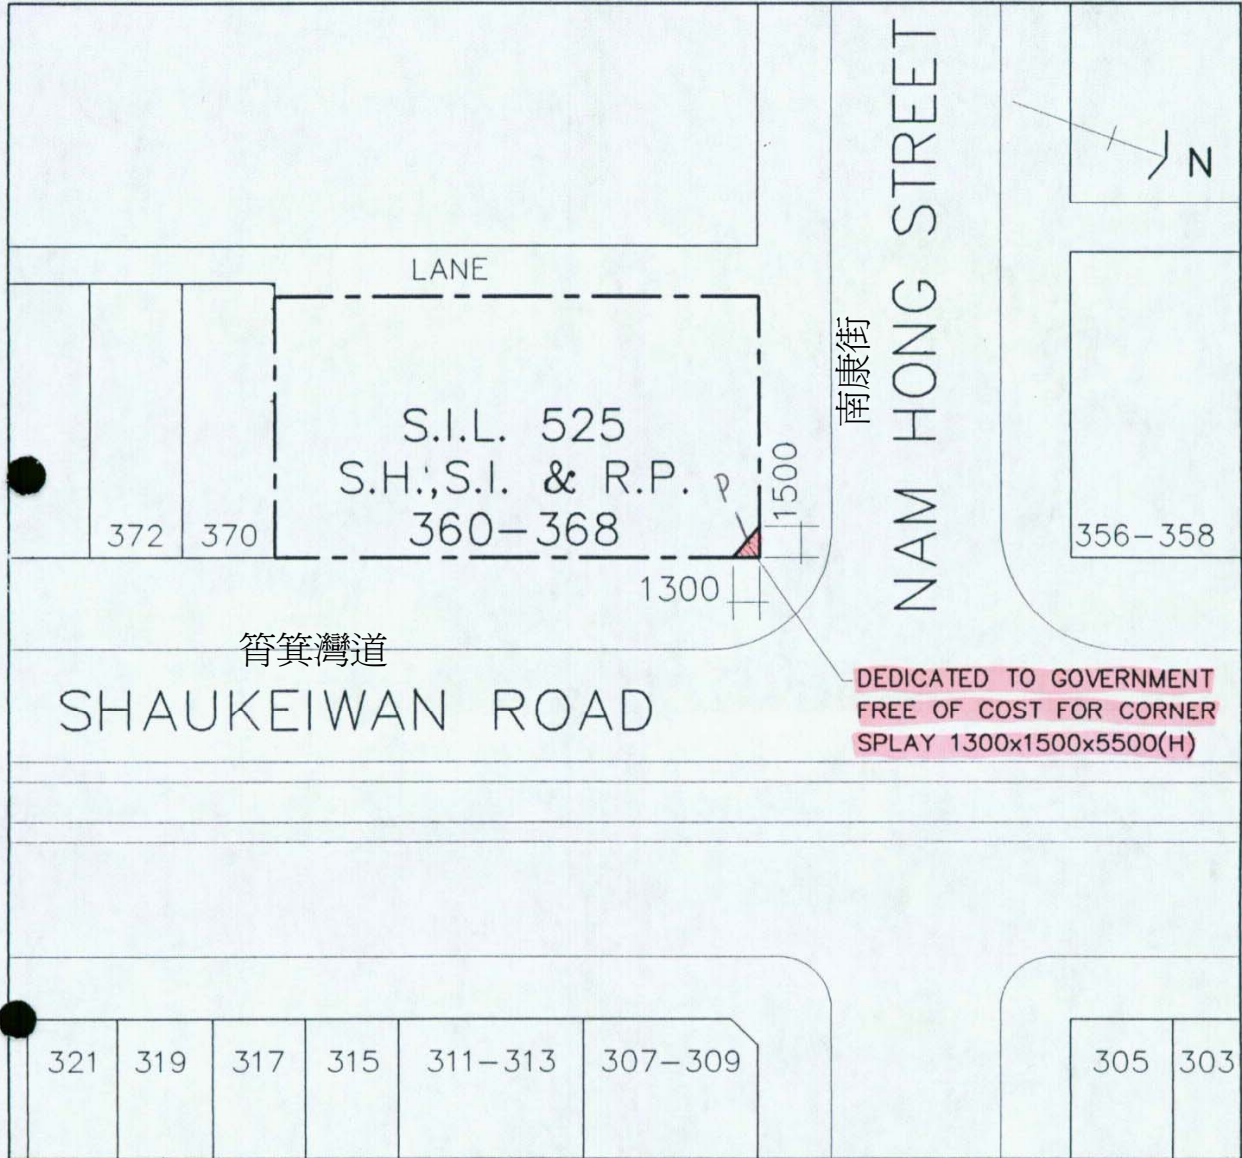 N
LANE
NAM HONG STREET
南康街
S.I.L. 525
S.H.;S.I. & R.P.
360-368
P
1500
1300
372
370
356-358
筲箕灣道
SHAUKEIWAN ROAD
DEDICATED TO GOVERNMENT
FREE OF COST FOR CORNER
SPLAY 1300x1500x5500(H)
321
319
317
315
311-313
307-309
305
303